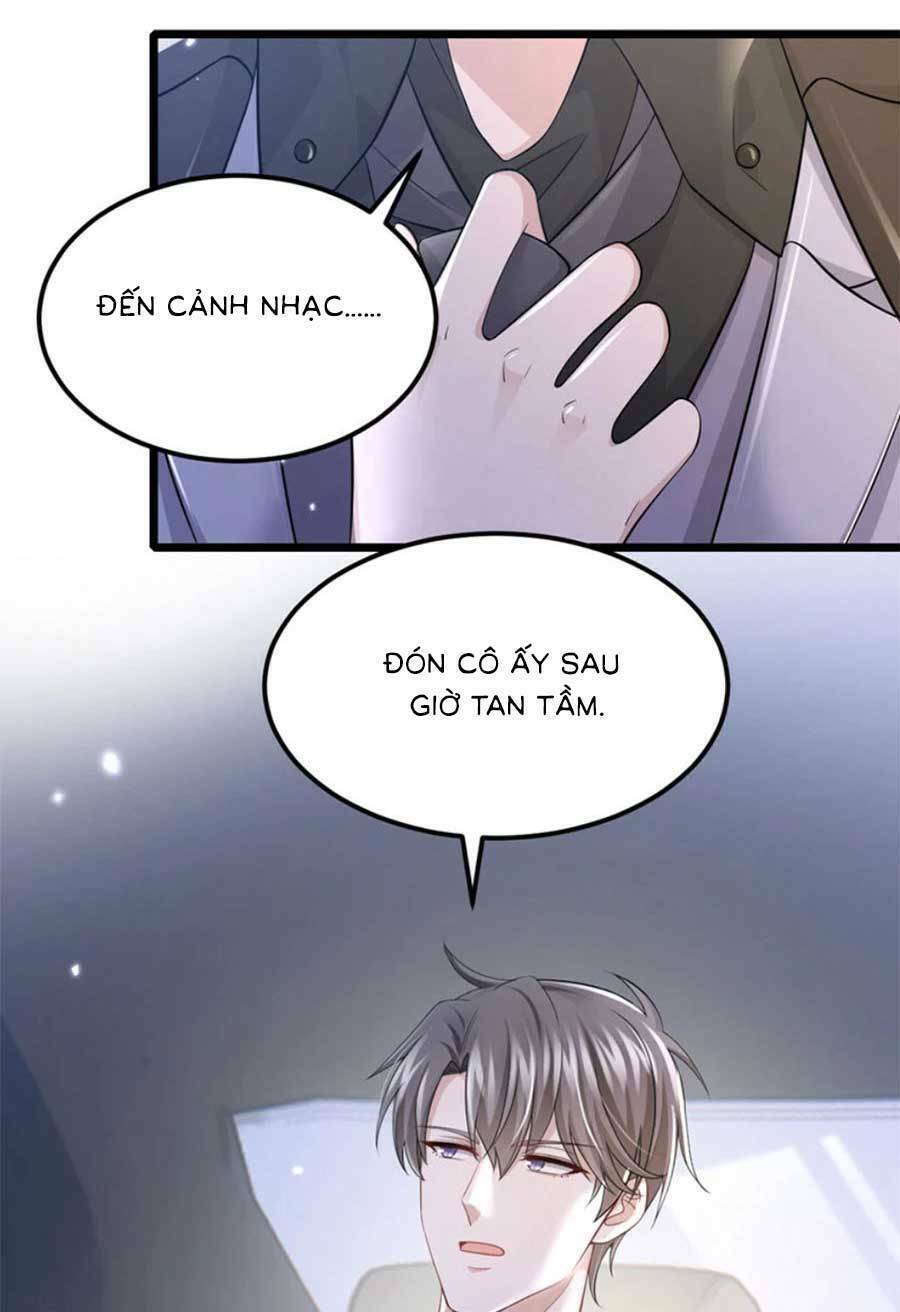 ĐẾN CẢNH NHẠC......
ĐÓN CÔ ẤY SAU
GIỜ TAN TẦM.